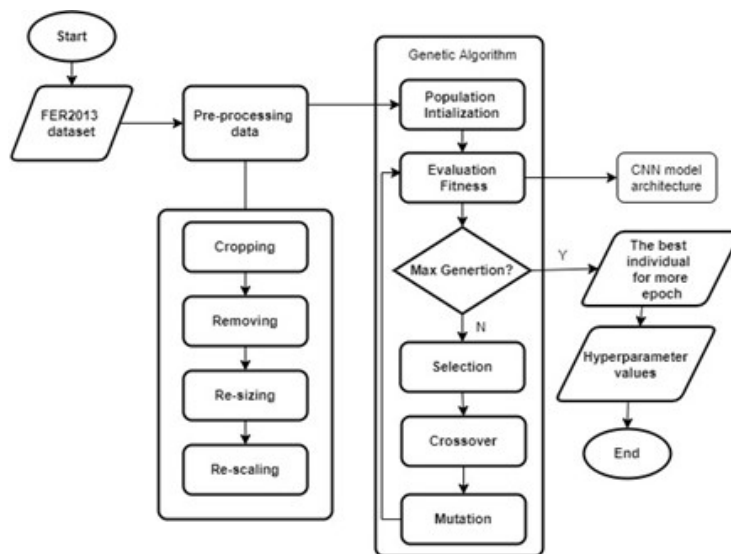 Start
FER2013
dataset
Pre-processing
data
Cropping
Removing
Re-sizing
Re-scaling
Genetic Algorithm
Population
Intialization
Evaluation
Fitness
CNN model
architecture
Max Genertion?
Y
N
The best
individual
for more
epoch
Hyperparameter
values
End
Selection
Crossover
Mutation